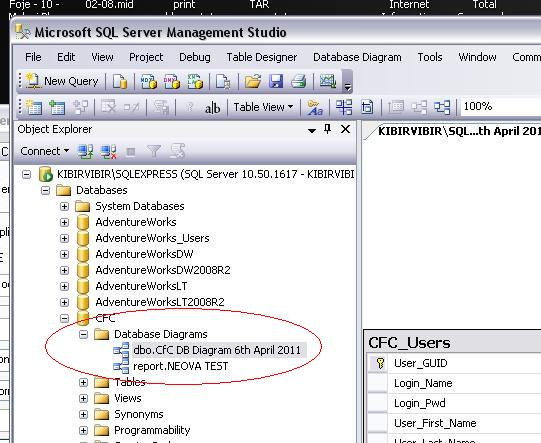 Foje - 10 - 02-08.mid print TAR Internet Total
Microsoft SQL Server Management Studio
File Edit View Project Debug Table Designer Database Diagram Tools Window Comm
New Query
ab Table View 100%
Object Explorer
KIBIRVIBIR\SQL...th April 201
Connect
KIBIRVIBIR\SQLEXPRESS (SQL Server 10.50.1617 - KIBIRVIBI
Databases
System Databases
AdventureWorks
AdventureWorks_Users
AdventureWorksDW
AdventureWorksDW2008R2
AdventureWorksLT
AdventureWorksLT2008R2
CFC
Database Diagrams
dbo.CfC DB Diagram 6th April 2011
report.NEOVA TEST
Tables
Views
Synonyms
Programmability
CFC_Users
User_GUID
Login_Name
Login_Pwd
User_First_Name
User_Last_Name